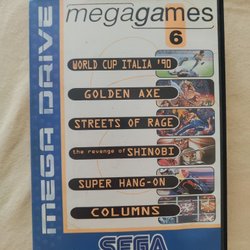 MEGA DRIVE
megagames
6
WORLD CUP ITALIA '90
GOLDEN AXE
STREETS OF RAGE
the revenge of SHINOBI
SUPER HANG-ON
COLUMNS
SEGA